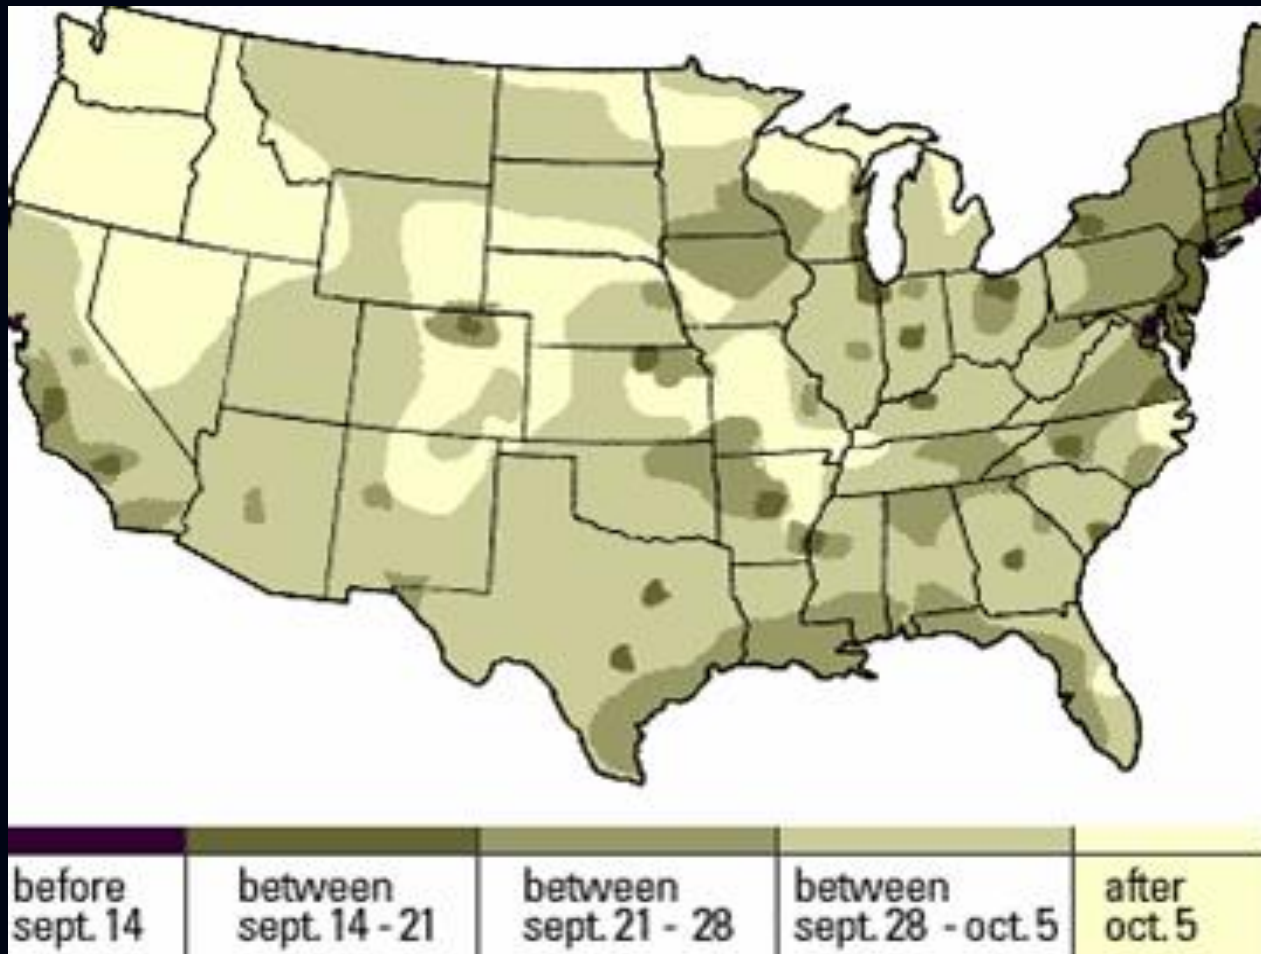 before
sept. 14
between
sept. 14 - 21
between
sept. 21 - 28
between
sept. 28 - oct. 5
after
oct. 5